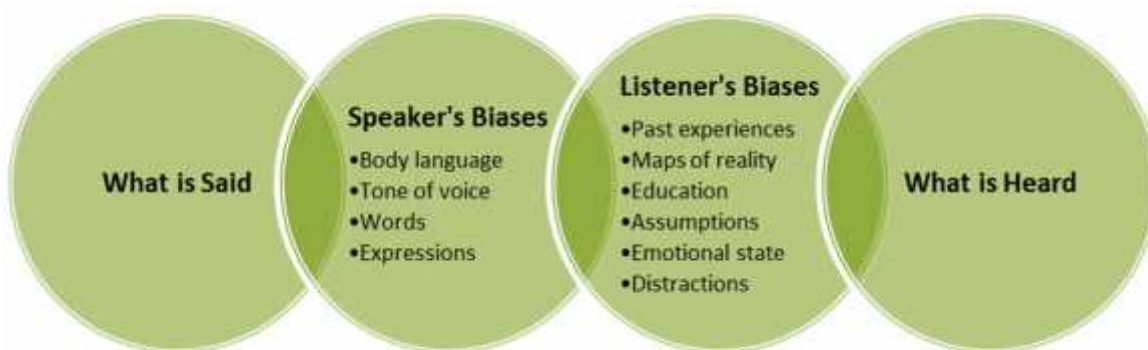 What is Said
Speaker's Biases
•Body language
•Tone of voice
•Words
•Expressions
Listener's Biases
•Past experiences
•Maps of reality
•Education
•Assumptions
•Emotional state
•Distractions
What is Heard